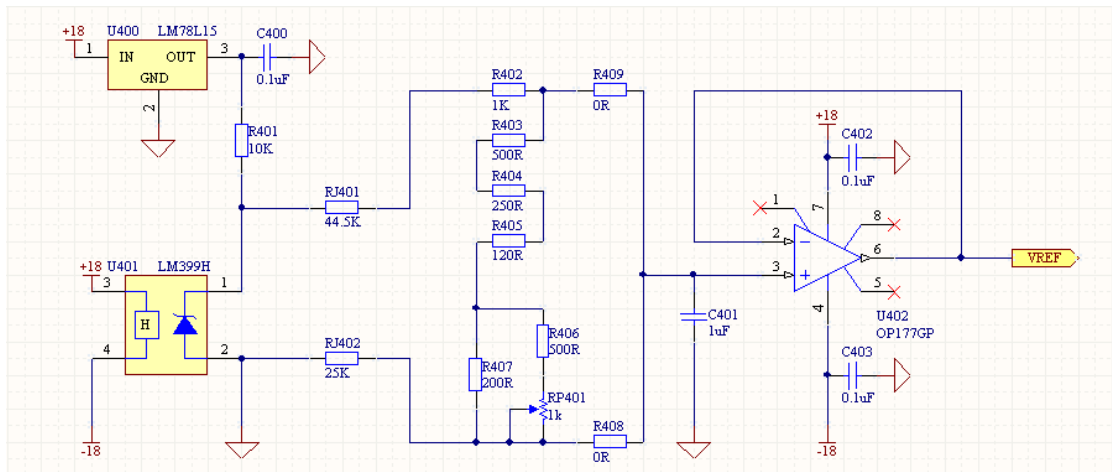 +18 U400 LM78L15 C400
1 IN OUT 3
GND 0.1uF
2
R401
10K
RJ401
44.5K
+18 U401 LM399H
3 1
H
4 2
-18
RJ402
25K
R402
1K
R403
500R
R404
250R
R405
120R
R406
500R
R407
200R
RP401
1k
R409
0R
R408
0R
C401
1uF
+18
C402
0.1uF
1 7 8
2 − 6
3 + 5
4
U402
OP177GP
C403
0.1uF
-18
VREF